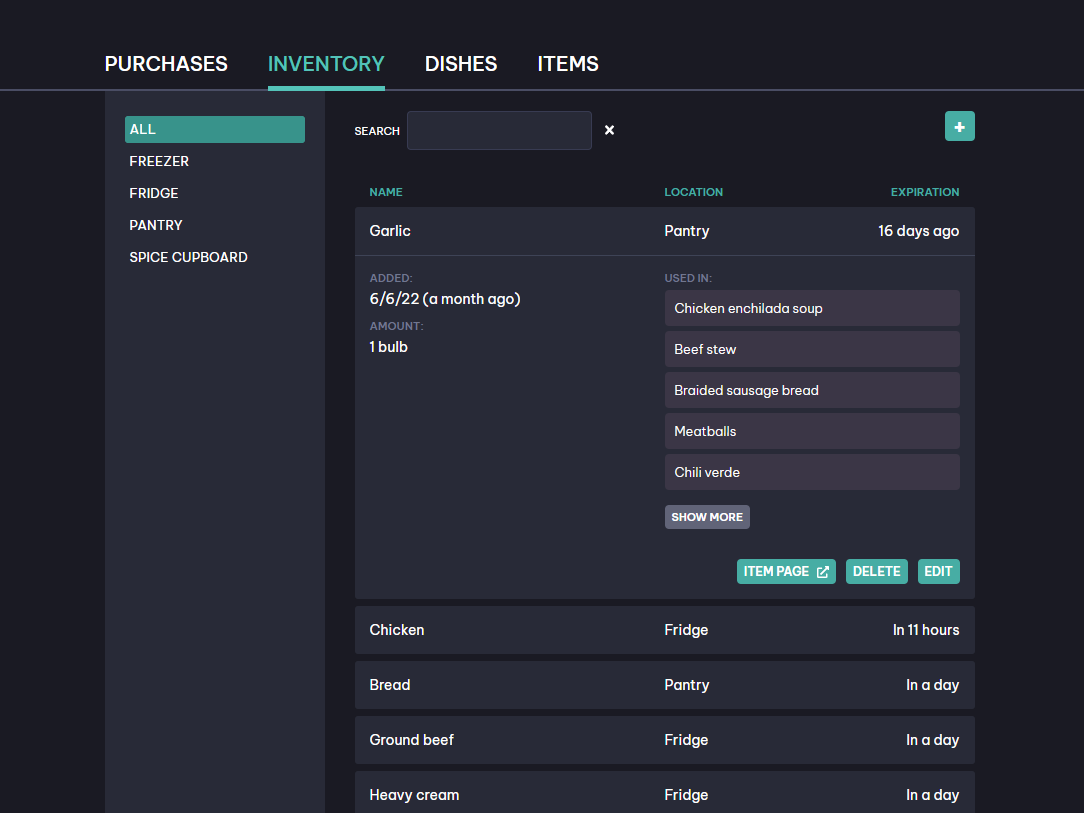 PURCHASES INVENTORY DISHES ITEMS
ALL
FREEZER
FRIDGE
PANTRY
SPICE CUPBOARD
SEARCH
NAME LOCATION EXPIRATION
Garlic Pantry 16 days ago
ADDED:
6/6/22 (a month ago)
AMOUNT:
1 bulb
USED IN:
Chicken enchilada soup
Beef stew
Braided sausage bread
Meatballs
Chili verde
SHOW MORE
ITEM PAGE DELETE EDIT
Chicken Fridge In 11 hours
Bread Pantry In a day
Ground beef Fridge In a day
Heavy cream Fridge In a day